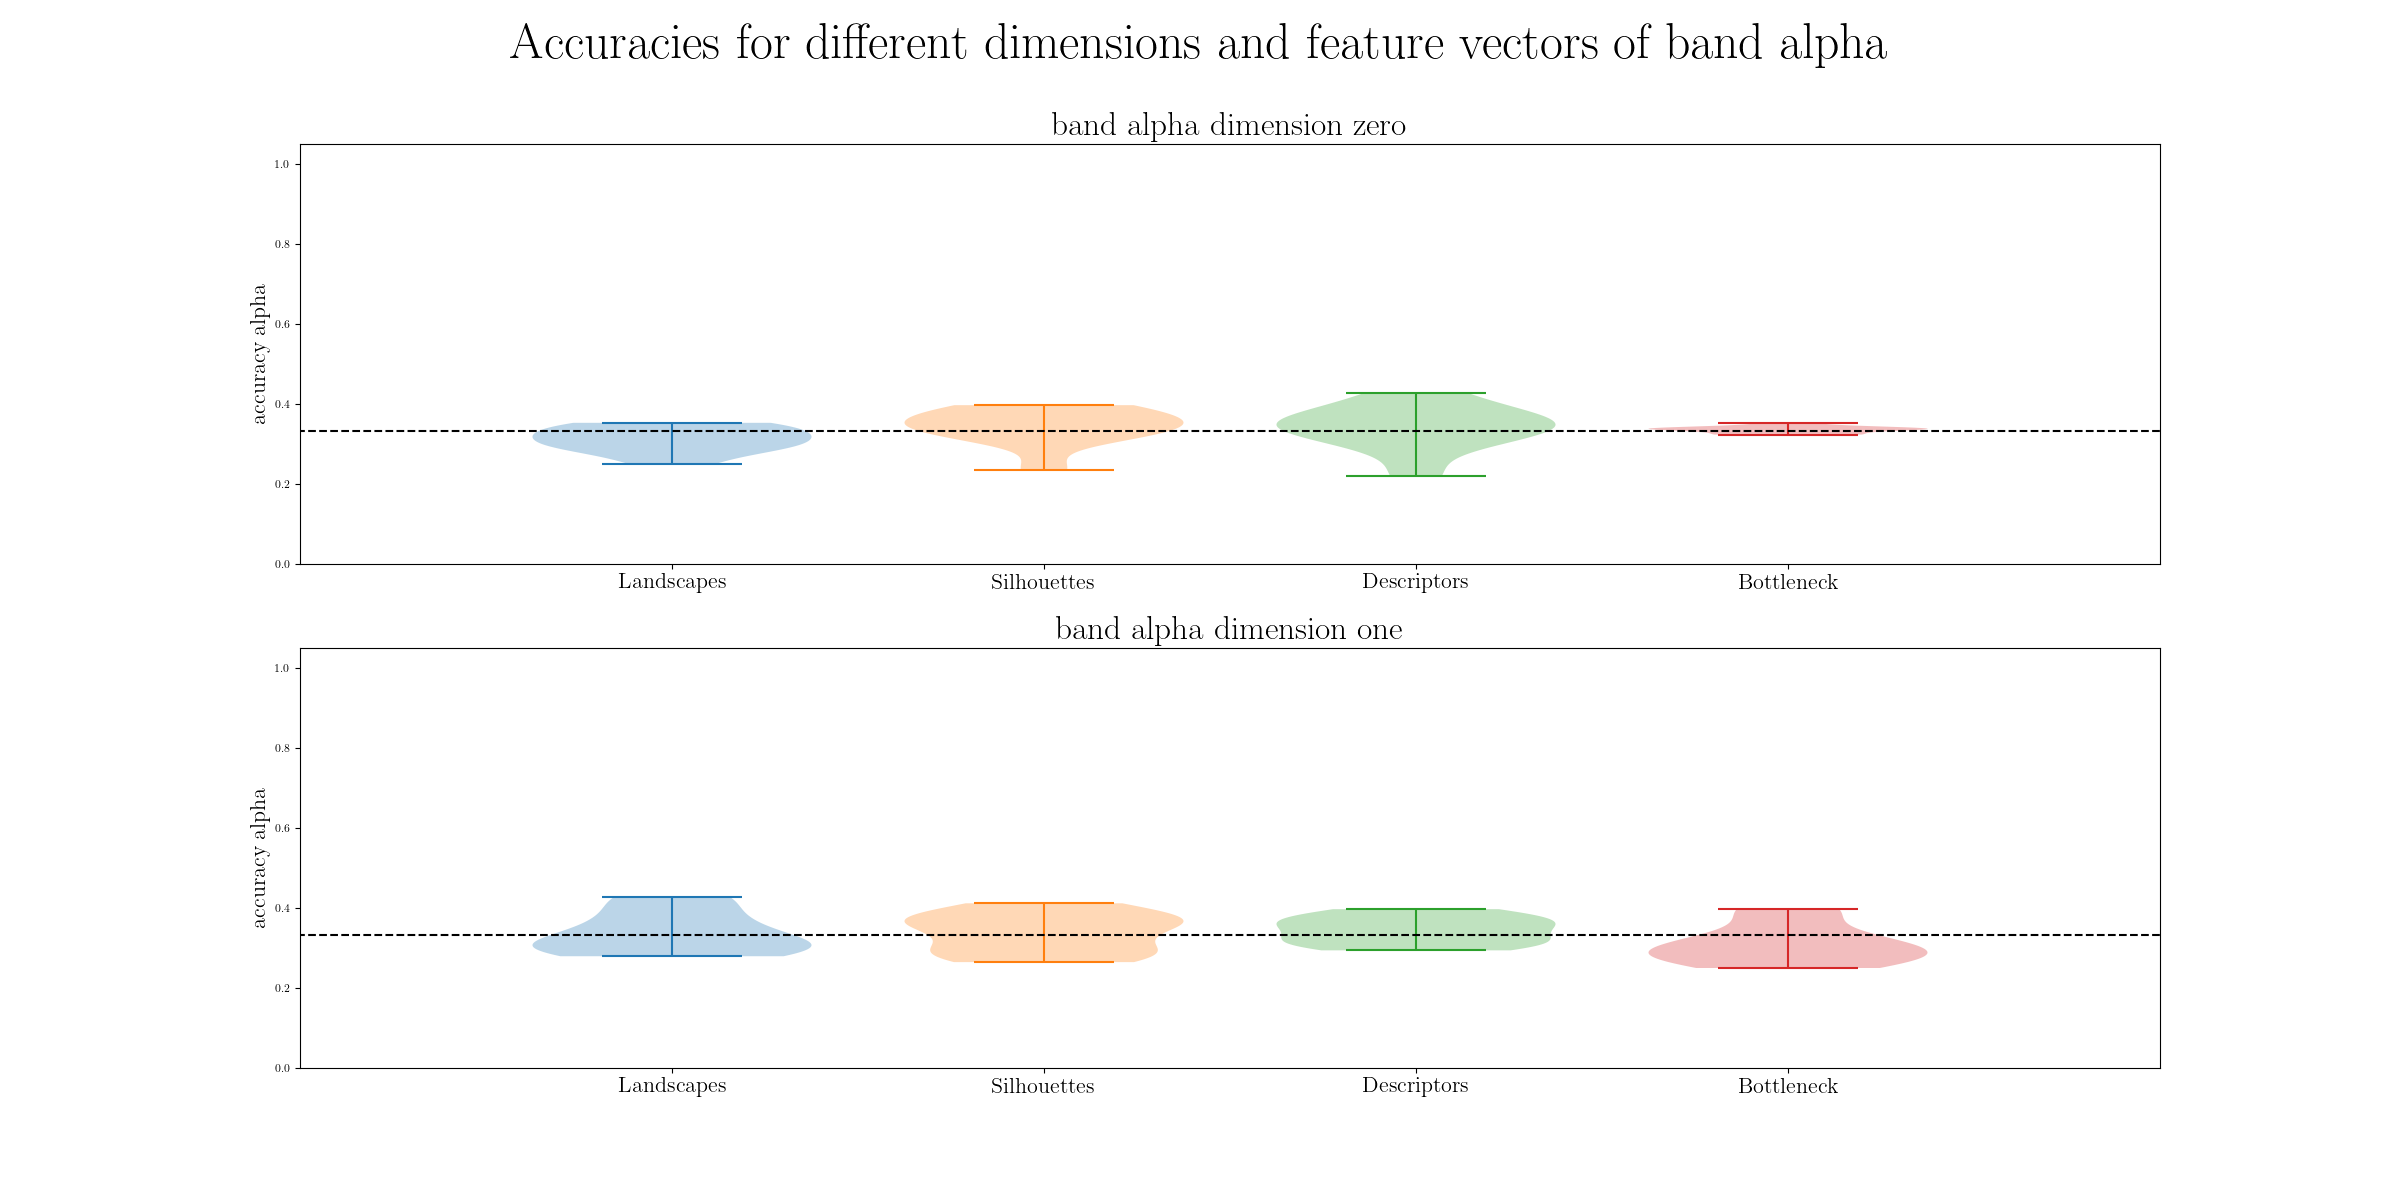 Accuracies for different dimensions and feature vectors of band alpha
band alpha dimension zero
1.0
0.8
0.6
0.4
0.2
0.0
accuracy alpha
Landscapes Silhouettes Descriptors Bottleneck
band alpha dimension one
1.0
0.8
0.6
0.4
0.2
0.0
accuracy alpha
Landscapes Silhouettes Descriptors Bottleneck